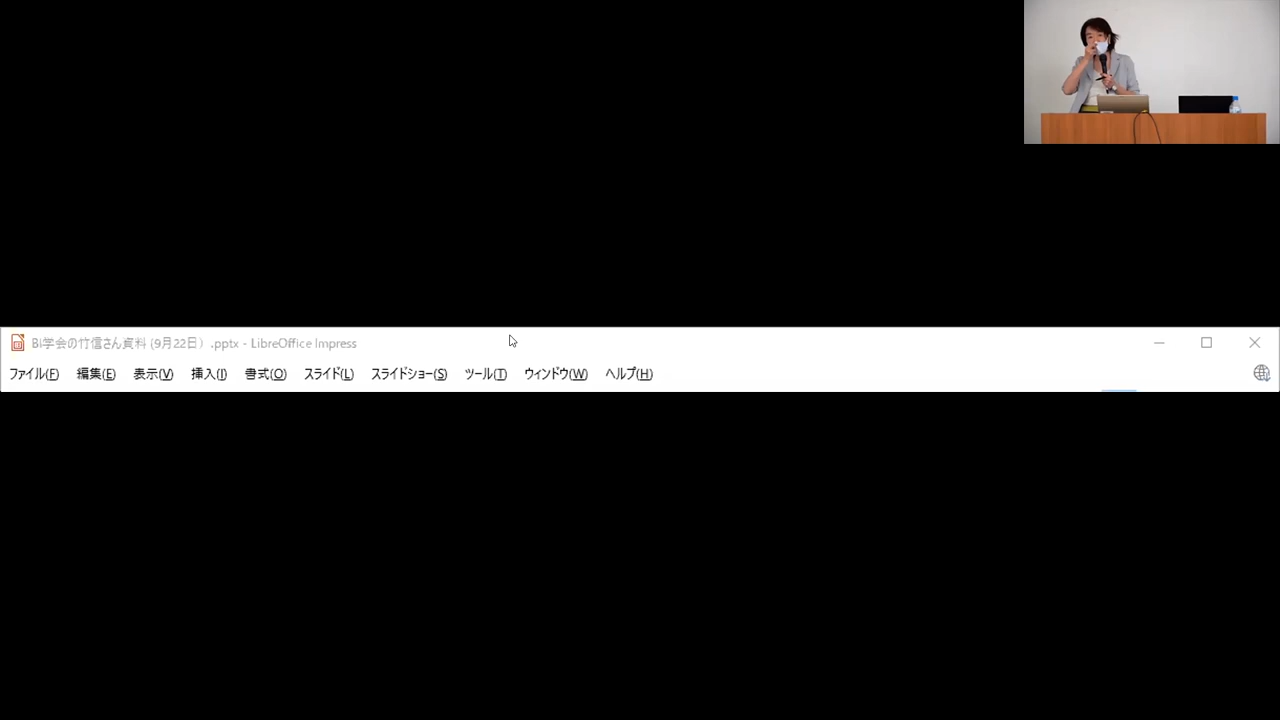 BI学会の竹信さん資料 (9月22日）.pptx - LibreOffice Impress
ファイル(F) 編集(E) 表示(V) 挿入(I) 書式(O) スライド(L) スライドショー(S) ツール(T) ウィンドウ(W) ヘルプ(H)